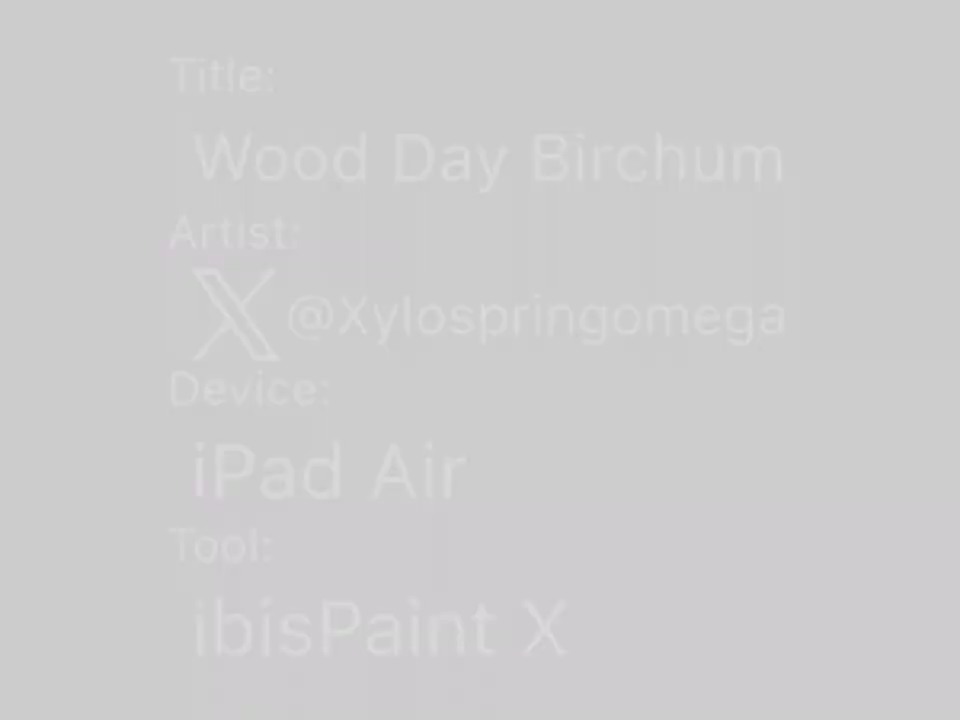 Title:
Wood Day Birchum
Artist:
X @Xylospringomega
Device:
iPad Air
Tool:
ibisPaint X